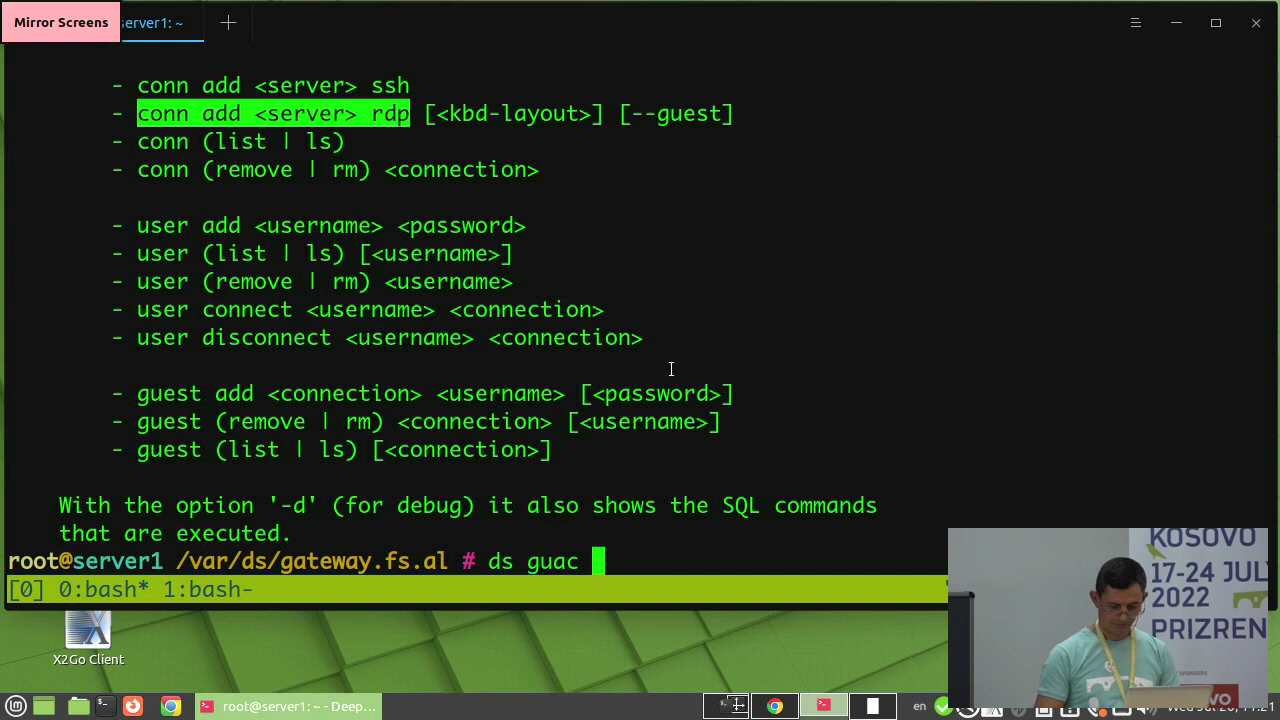 Mirror Screens
server1: ~
- conn add <server> ssh
- conn add <server> rdp [<kbd-layout>] [--guest]
- conn (list | ls)
- conn (remove | rm) <connection>
- user add <username> <password>
- user (list | ls) [<username>]
- user (remove | rm) <username>
- user connect <username> <connection>
- user disconnect <username> <connection>
- guest add <connection> <username> [<password>]
- guest (remove | rm) <connection> [<username>]
- guest (list | ls) [<connection>]
With the option '-d' (for debug) it also shows the SQL commands
that are executed.
root@server1 /var/ds/gateway.fs.al # ds guac
[0] 0:bash* 1:bash-
KOSOVO
17-24 JUL
2022
PRIZREN
SPONSORS
X2Go Client
root@server1: ~ - Deep...
en